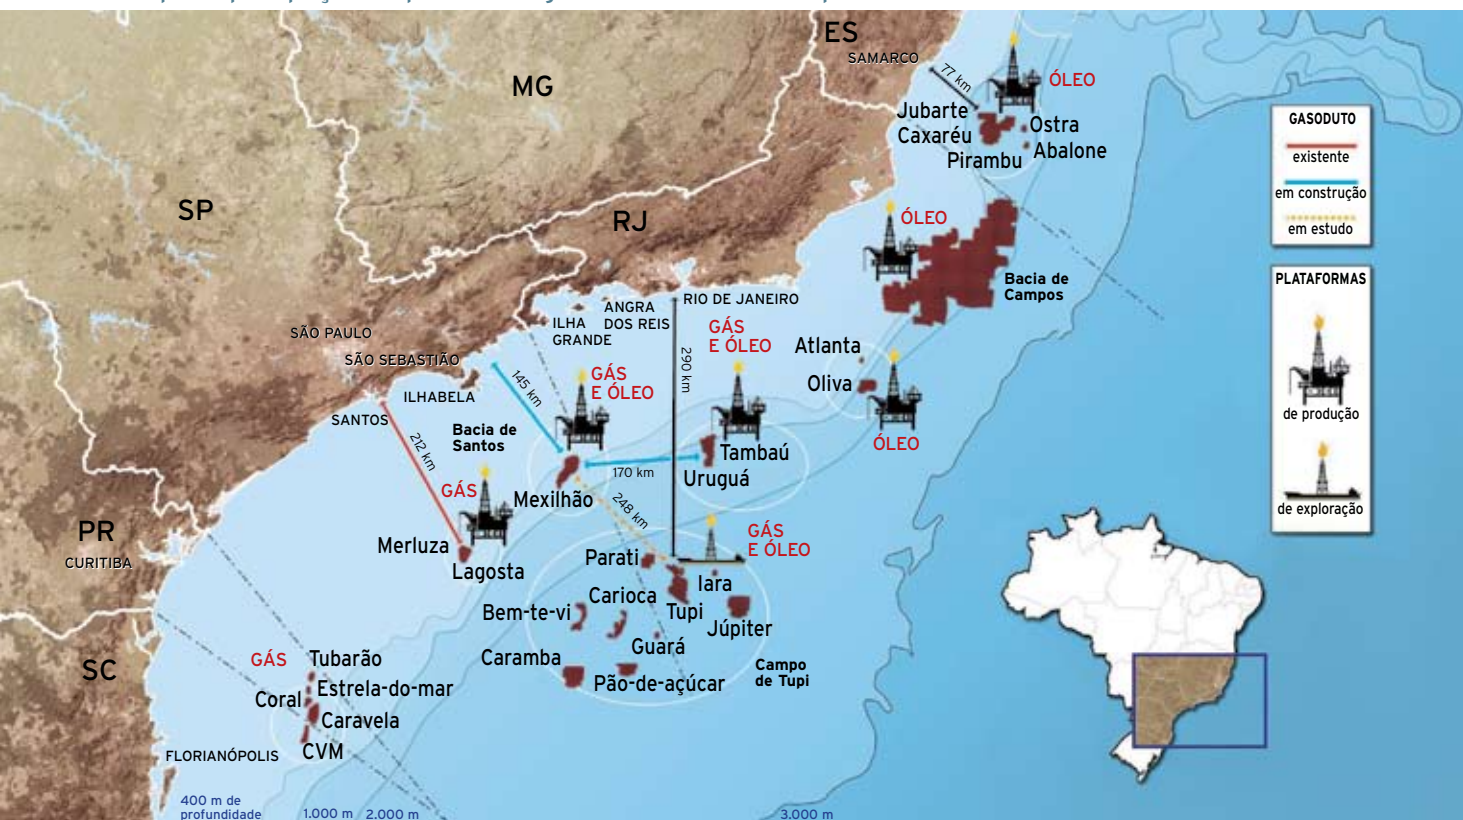 ES
SAMARCO
MG
77 km
ÓLEO
Jubarte
Caxaréu
Pirambu
Ostra
Abalone
GASODUTO
existente
em construção
em estudo
SP
RJ
ÓLEO
Bacia de
Campos
PLATAFORMAS
de produção
de exploração
RIO DE JANEIRO
ANGRA
DOS REIS
ILHA
GRANDE
SÃO PAULO
SÃO SEBASTIÃO
ILHABELA
SANTOS
GÁS
E ÓLEO
290 km
Atlanta
Oliva
ÓLEO
145 km
GÁS
E ÓLEO
Bacia de
Santos
212 km
Tambaú
Uruguá
170 km
Mexilhão
248 km
GÁS
Merluza
Lagosta
PR
CURITIBA
GÁS
E ÓLEO
Parati
Iara
Carioca
Tupi
Bem-te-vi
Júpiter
Guará
Caramba
Pão-de-açúcar
Campo
de Tupi
SC
GÁS
Tubarão
Estrela-do-mar
Coral
Caravela
CVM
FLORIANÓPOLIS
400 m de
profundidade
1.000 m
2.000 m
3.000 m